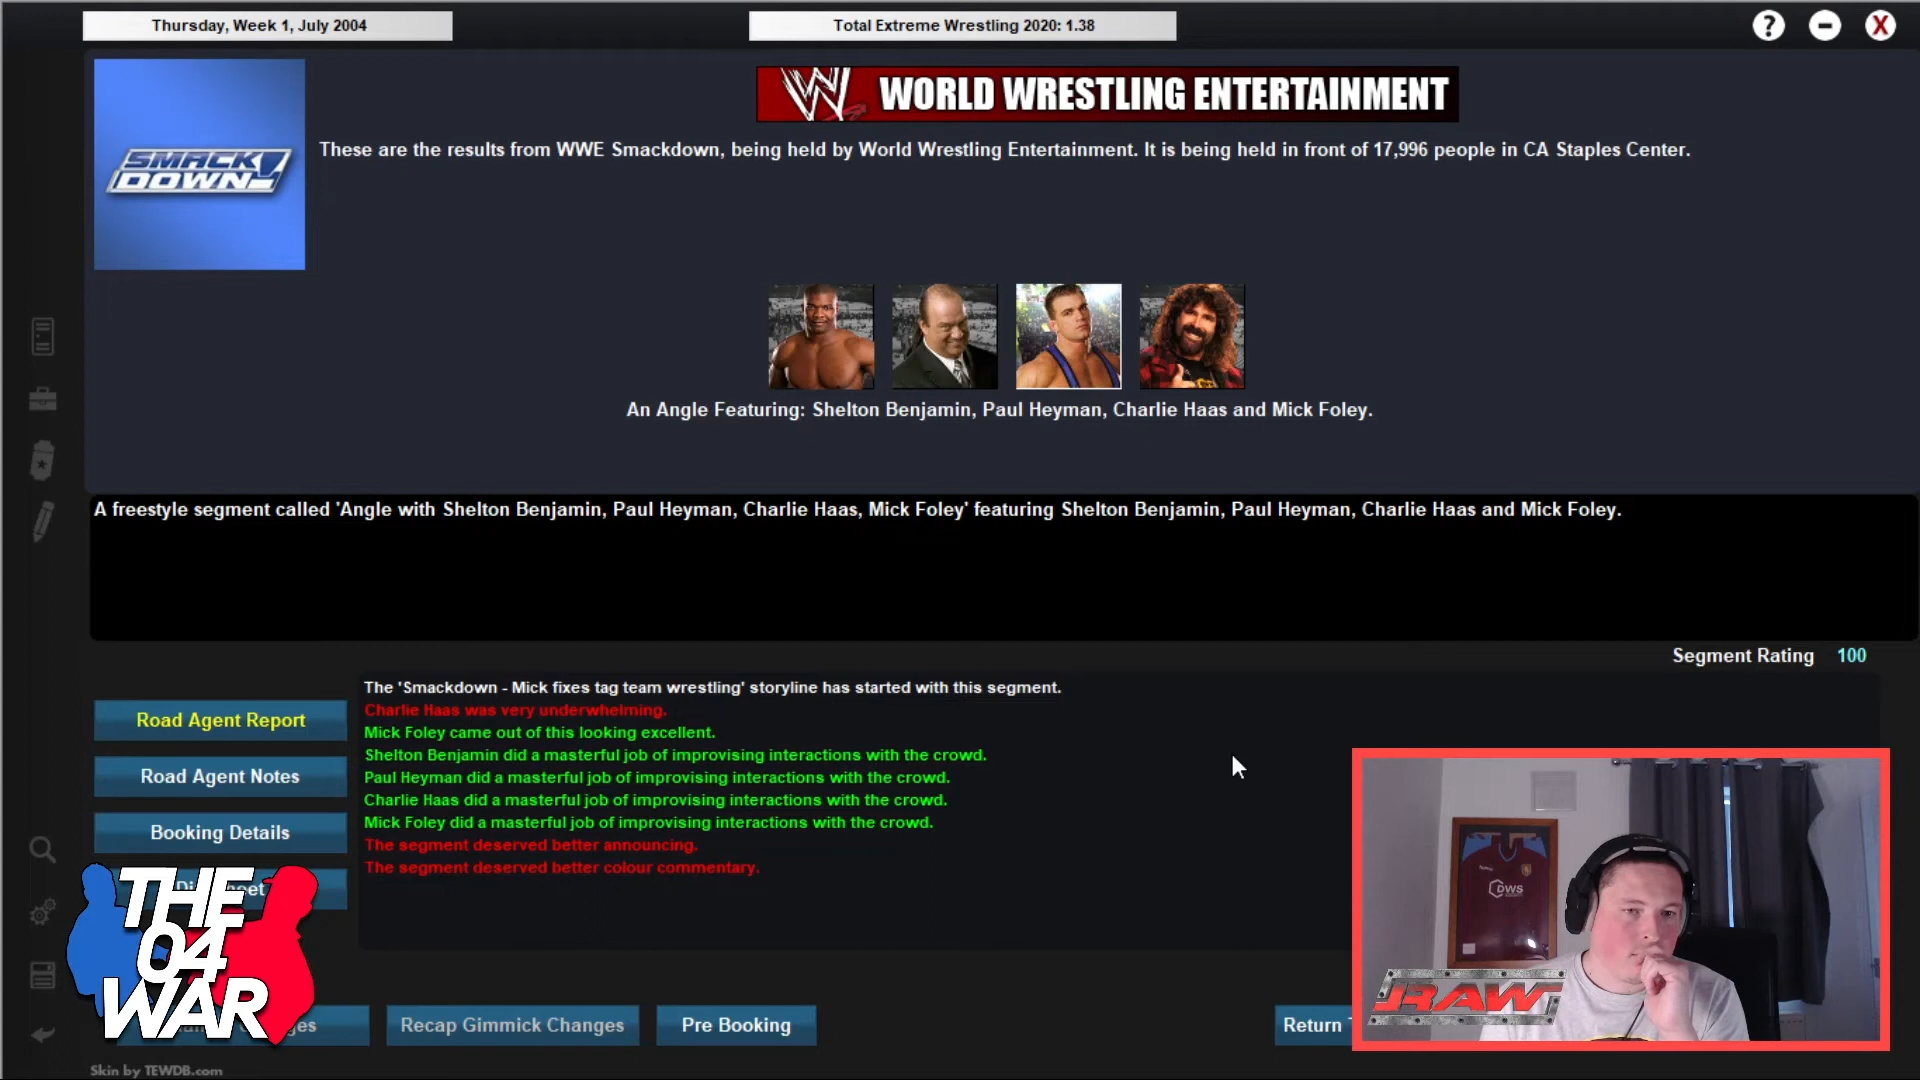 Thursday, Week 1, July 2004
Total Extreme Wrestling 2020: 1.38
?
X
SMACK DOWN!
W WORLD WRESTLING ENTERTAINMENT
These are the results from WWE Smackdown, being held by World Wrestling Entertainment. It is being held in front of 17,996 people in CA Staples Center.
An Angle Featuring: Shelton Benjamin, Paul Heyman, Charlie Haas and Mick Foley.
A freestyle segment called 'Angle with Shelton Benjamin, Paul Heyman, Charlie Haas, Mick Foley' featuring Shelton Benjamin, Paul Heyman, Charlie Haas and Mick Foley.
Segment Rating 100
Road Agent Report
Road Agent Notes
Booking Details
The 'Smackdown - Mick fixes tag team wrestling' storyline has started with this segment.
Charlie Haas was very underwhelming.
Mick Foley came out of this looking excellent.
Shelton Benjamin did a masterful job of improvising interactions with the crowd.
Paul Heyman did a masterful job of improvising interactions with the crowd.
Charlie Haas did a masterful job of improvising interactions with the crowd.
Mick Foley did a masterful job of improvising interactions with the crowd.
The segment deserved better announcing.
The segment deserved better colour commentary.
THE
04
WAR
Recap Gimmick Changes
Pre Booking
Return
DWS
RAW
Skin by TEWDB.com